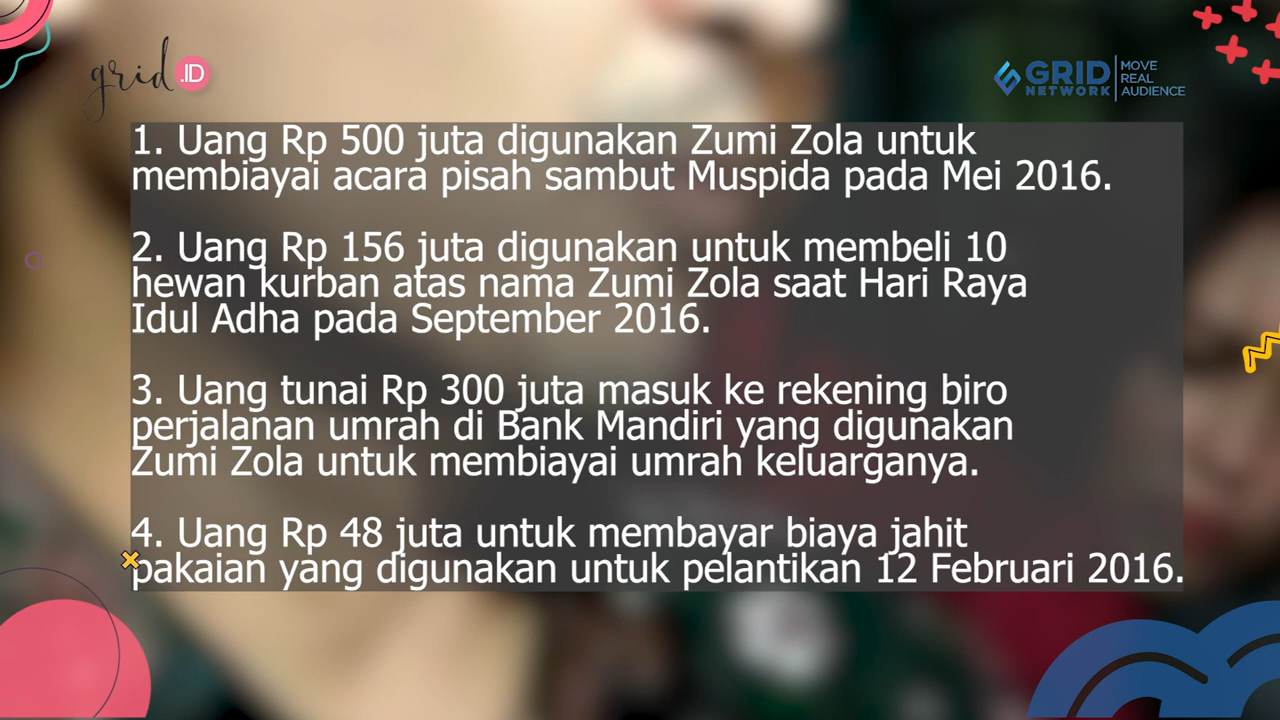 grid.ID
GRID
NETWORK
MOVE
REAL
AUDIENCE
1. Uang Rp 500 juta digunakan Zumi Zola untuk
membiayai acara pisah sambut Muspida pada Mei 2016.
2. Uang Rp 156 juta digunakan untuk membeli 10
hewan kurban atas nama Zumi Zola saat Hari Raya
Idul Adha pada September 2016.
3. Uang tunai Rp 300 juta masuk ke rekening biro
perjalanan umrah di Bank Mandiri yang digunakan
Zumi Zola untuk membiayai umrah keluarganya.
4. Uang Rp 48 juta untuk membayar biaya jahit
pakaian yang digunakan untuk pelantikan 12 Februari 2016.